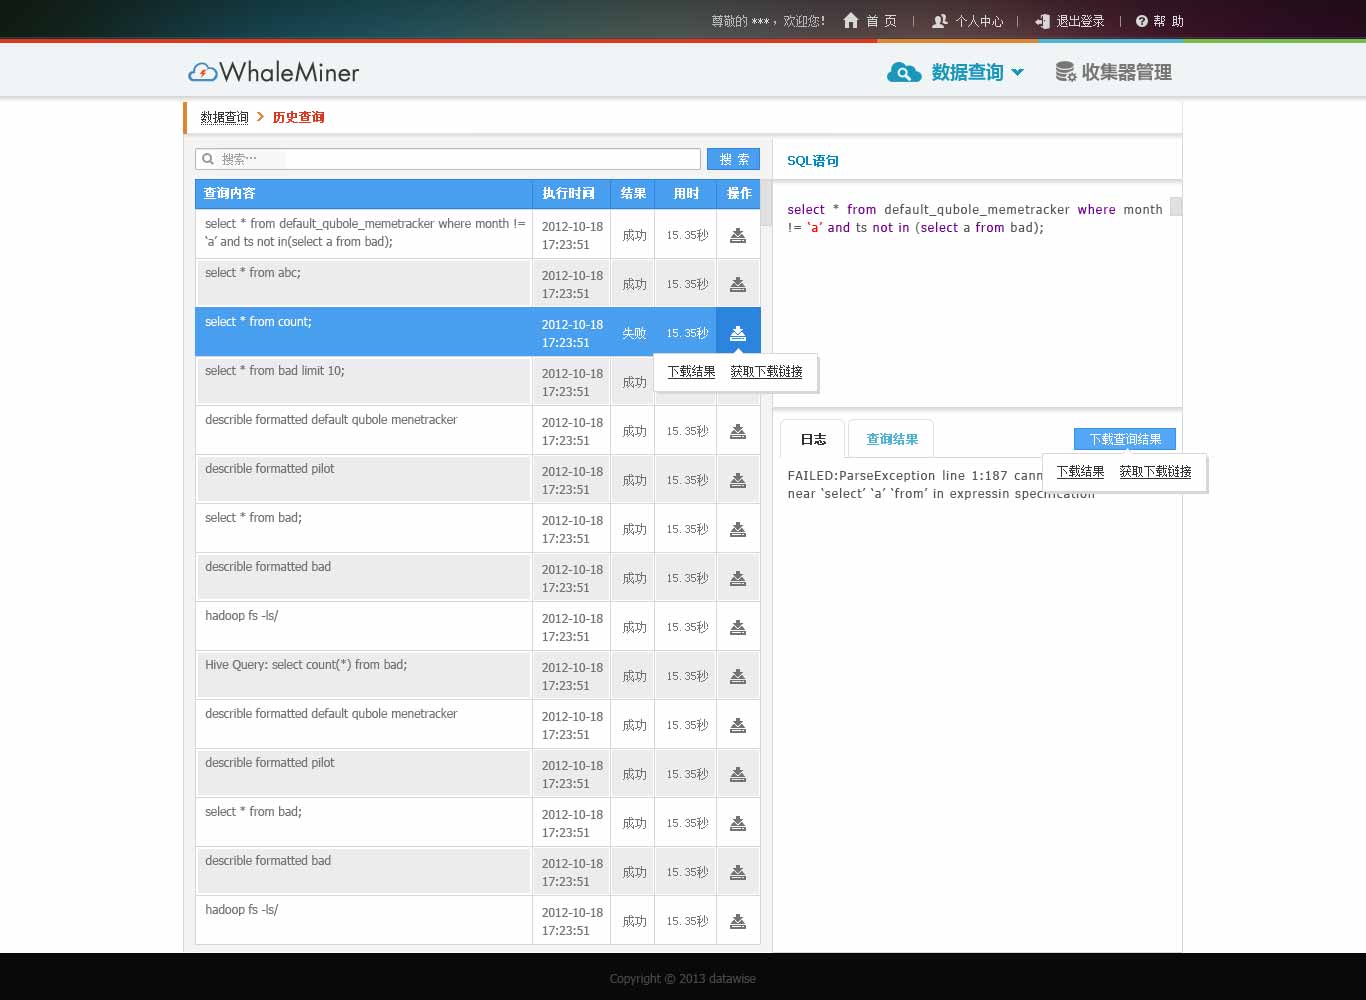 尊敬的 ***，欢迎您！ 首 页 个人中心 退出登录 帮 助
WhaleMiner 数据查询 收集器管理
数据查询 历史查询
搜索… 搜 索
查询内容 执行时间 结果 用时 操作
select * from default_qubole_memetracker where month !=
‘a’ and ts not in(select a from bad);
2012-10-18
17:23:51
成功 15.35秒
select * from abc;
2012-10-18
17:23:51
成功 15.35秒
select * from count;
2012-10-18
17:23:51
失败 15.35秒
下载结果 获取下载链接
select * from bad limit 10;
2012-10-18
17:23:51
成功
describle formatted default qubole menetracker
2012-10-18
17:23:51
成功 15.35秒
describle formatted pilot
2012-10-18
17:23:51
成功 15.35秒
select * from bad;
2012-10-18
17:23:51
成功 15.35秒
describle formatted bad
2012-10-18
17:23:51
成功 15.35秒
hadoop fs -ls/
2012-10-18
17:23:51
成功 15.35秒
Hive Query: select count(*) from bad;
2012-10-18
17:23:51
成功 15.35秒
describle formatted default qubole menetracker
2012-10-18
17:23:51
成功 15.35秒
describle formatted pilot
2012-10-18
17:23:51
成功 15.35秒
select * from bad;
2012-10-18
17:23:51
成功 15.35秒
describle formatted bad
2012-10-18
17:23:51
成功 15.35秒
hadoop fs -ls/
2012-10-18
17:23:51
成功 15.35秒
SQL语句
select * from default_qubole_memetracker where month
!= ‘a’ and ts not in (select a from bad);
日志 查询结果 下载查询结果
下载结果 获取下载链接
FAILED:ParseException line 1:187
near ‘select’ ‘a’ ‘from’ in expressin specification
Copyright © 2013 datawise